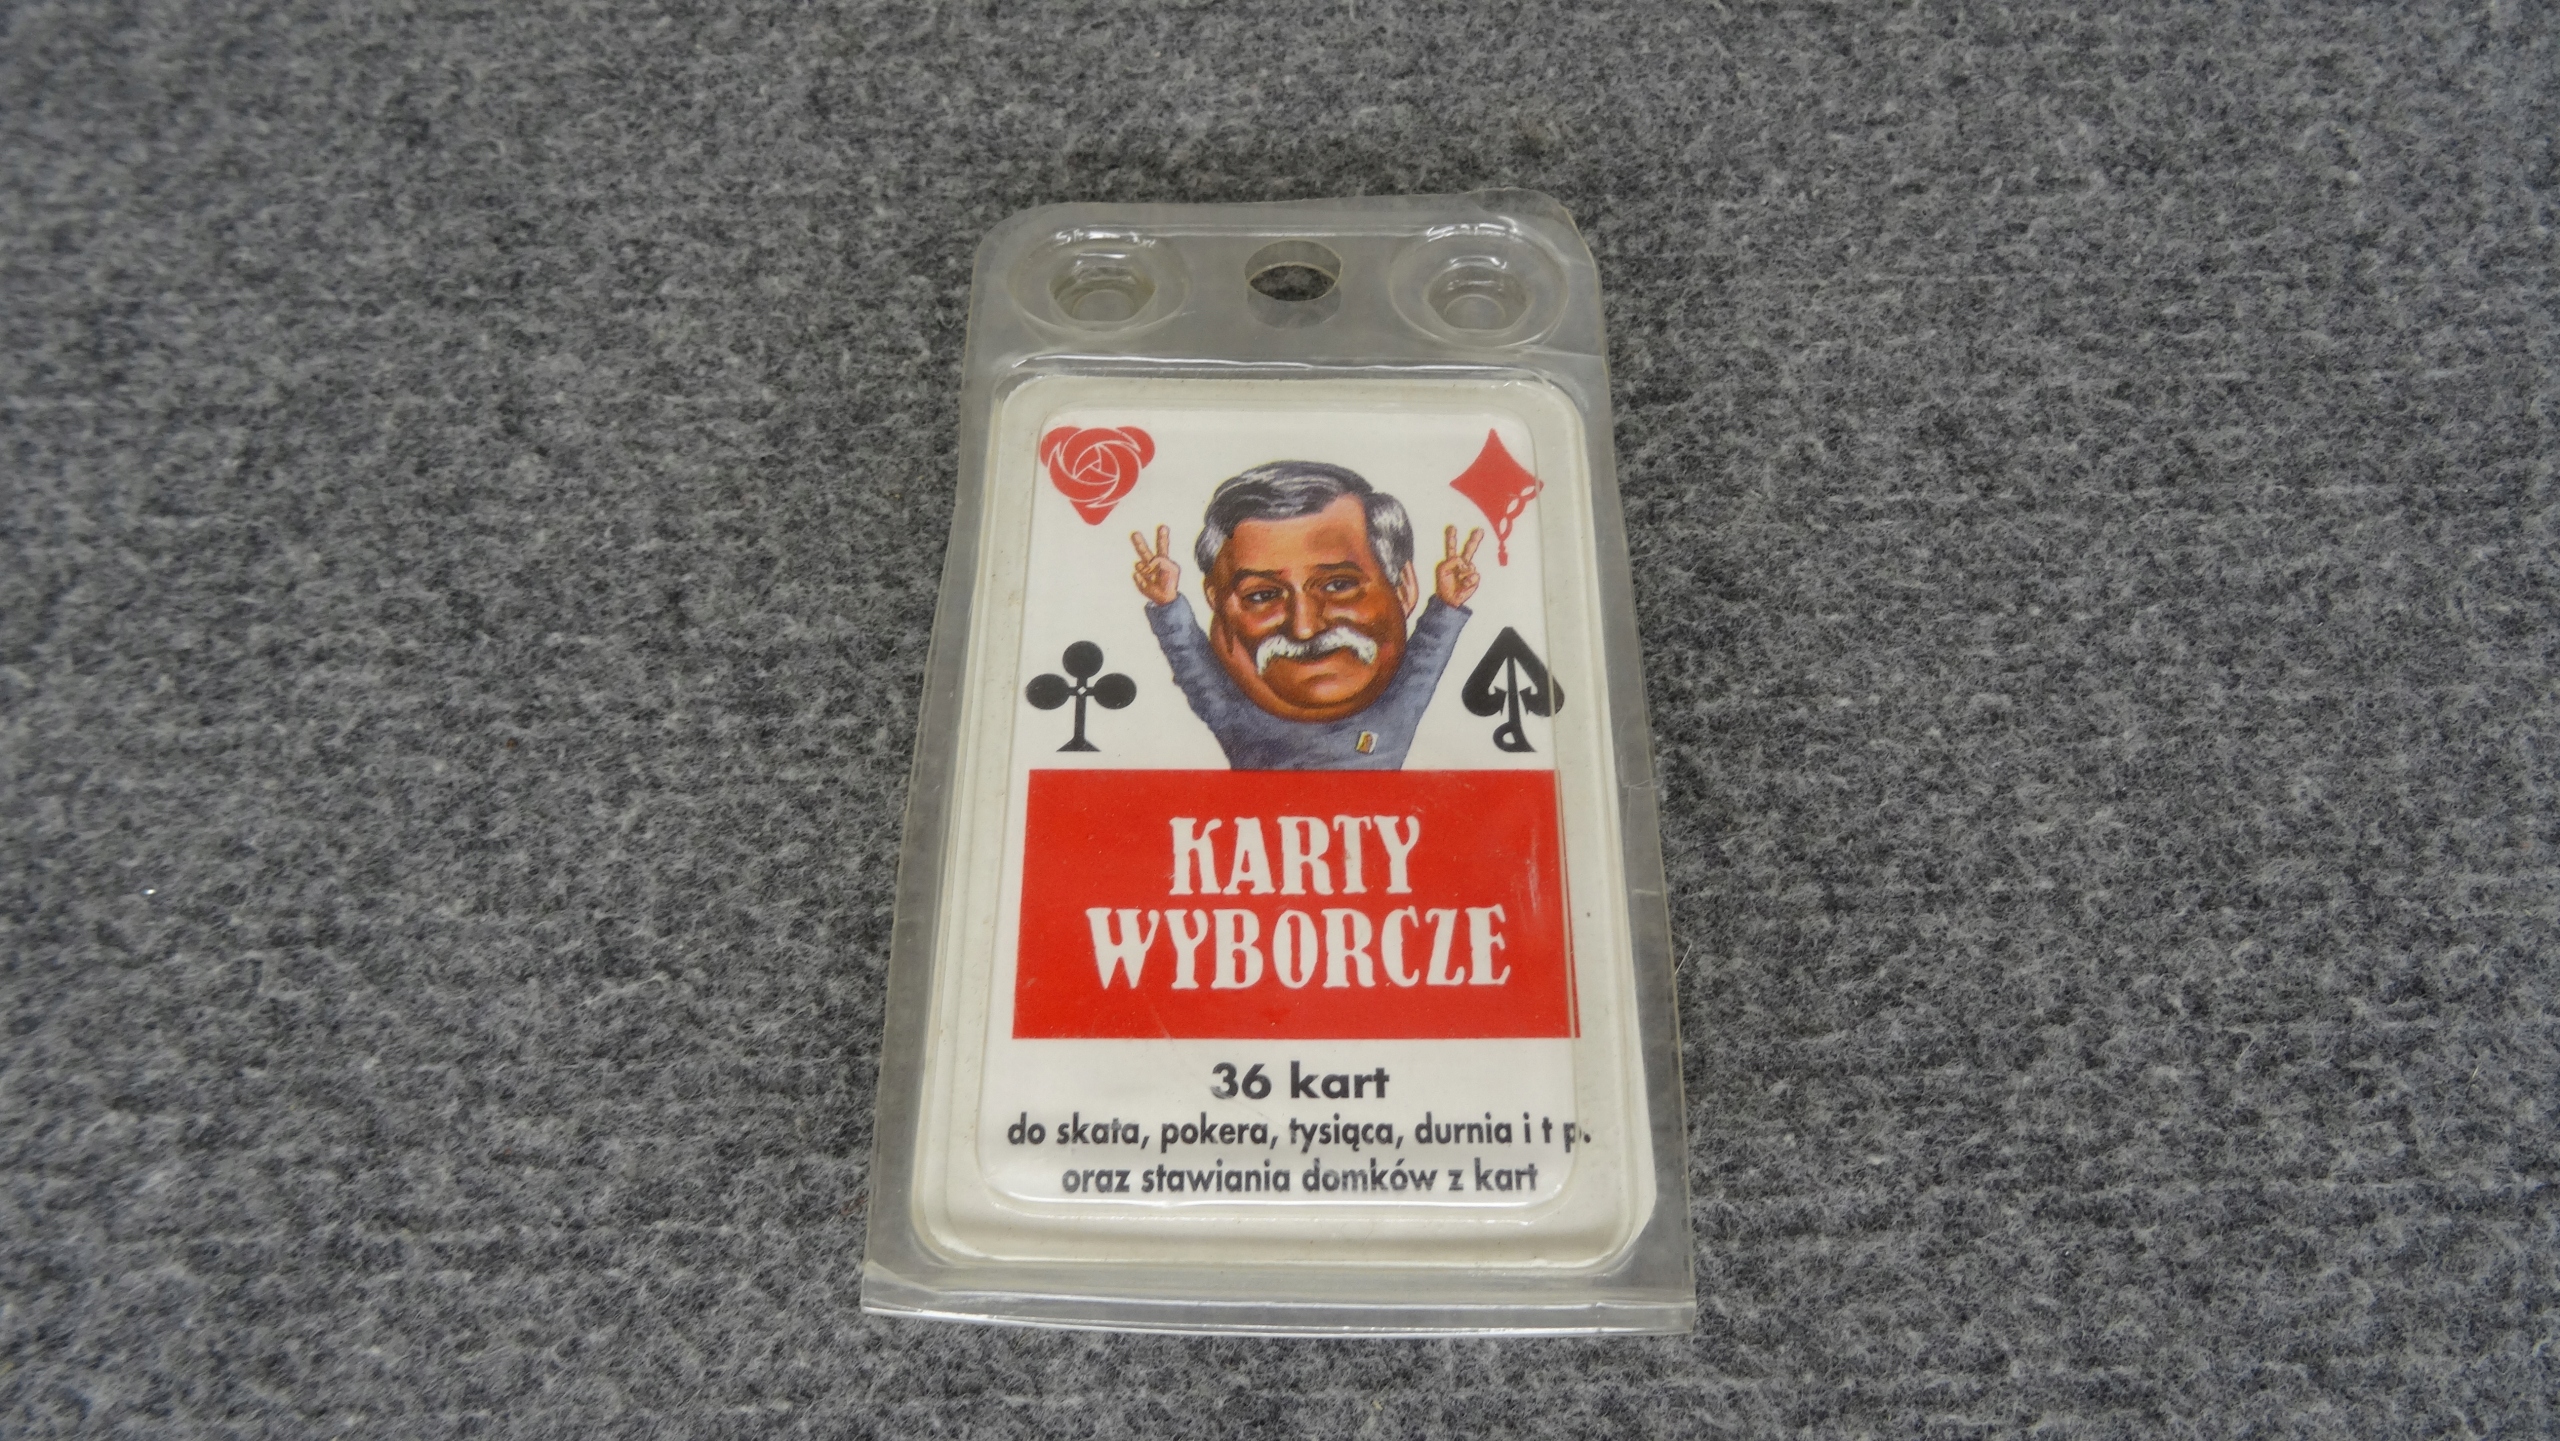 KARTY
WYBORCZE
36 kart
do skata, pokera, tysiąca, durnia i t p.
oraz stawiania domków z kart